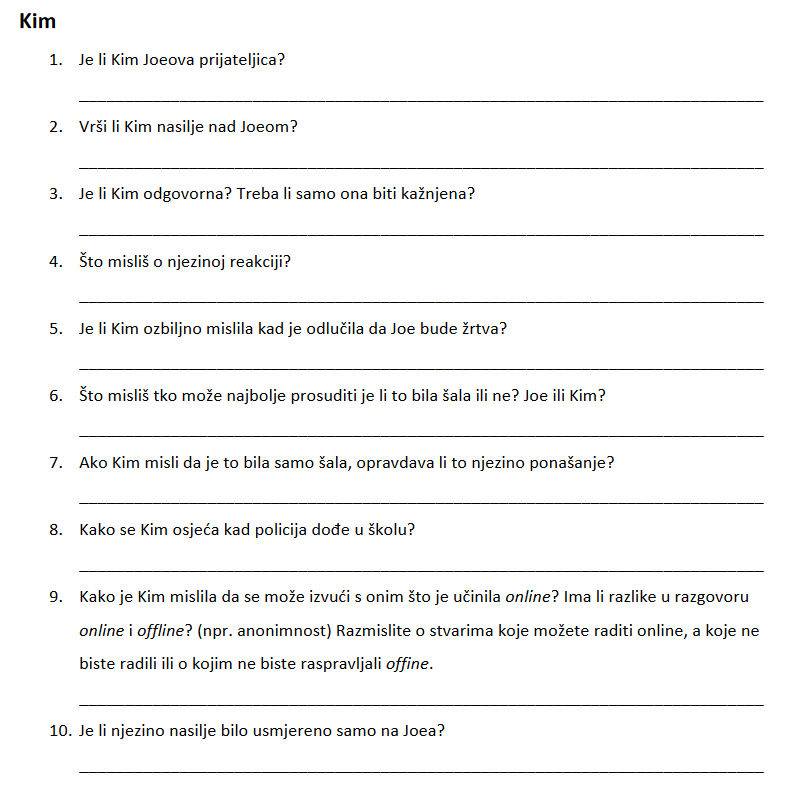 Kim
1. Je li Kim Joeova prijateljica?
2. Vrši li Kim nasilje nad Joeom?
3. Je li Kim odgovorna? Treba li samo ona biti kažnjena?
4. Što misliš o njezinoj reakciji?
5. Je li Kim ozbiljno mislila kad je odlučila da Joe bude žrtva?
6. Što misliš tko može najbolje prosuditi je li to bila šala ili ne? Joe ili Kim?
7. Ako Kim misli da je to bila samo šala, opravdava li to njezino ponašanje?
8. Kako se Kim osjeća kad policija dođe u školu?
9. Kako je Kim mislila da se može izvući s onim što je učinila online? Ima li razlike u razgovoru
online i offline? (npr. anonimnost) Razmislite o stvarima koje možete raditi online, a koje ne
biste radili ili o kojim ne biste raspravljali offine.
10. Je li njezino nasilje bilo usmjereno samo na Joea?